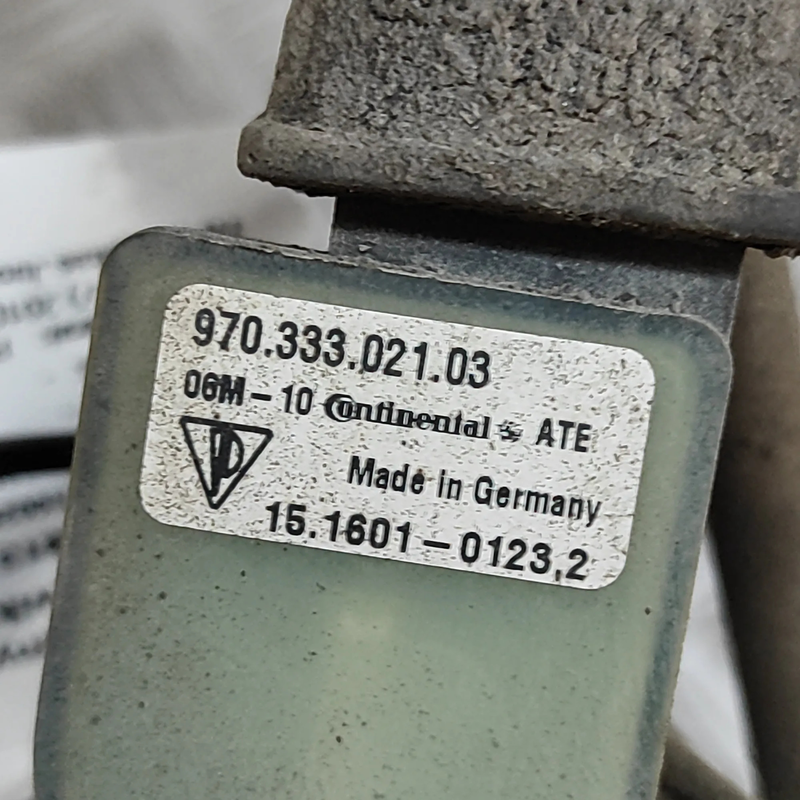 970.333.021.03
06M-10 Continental ATE
Made in Germany
15.1601-0123,2